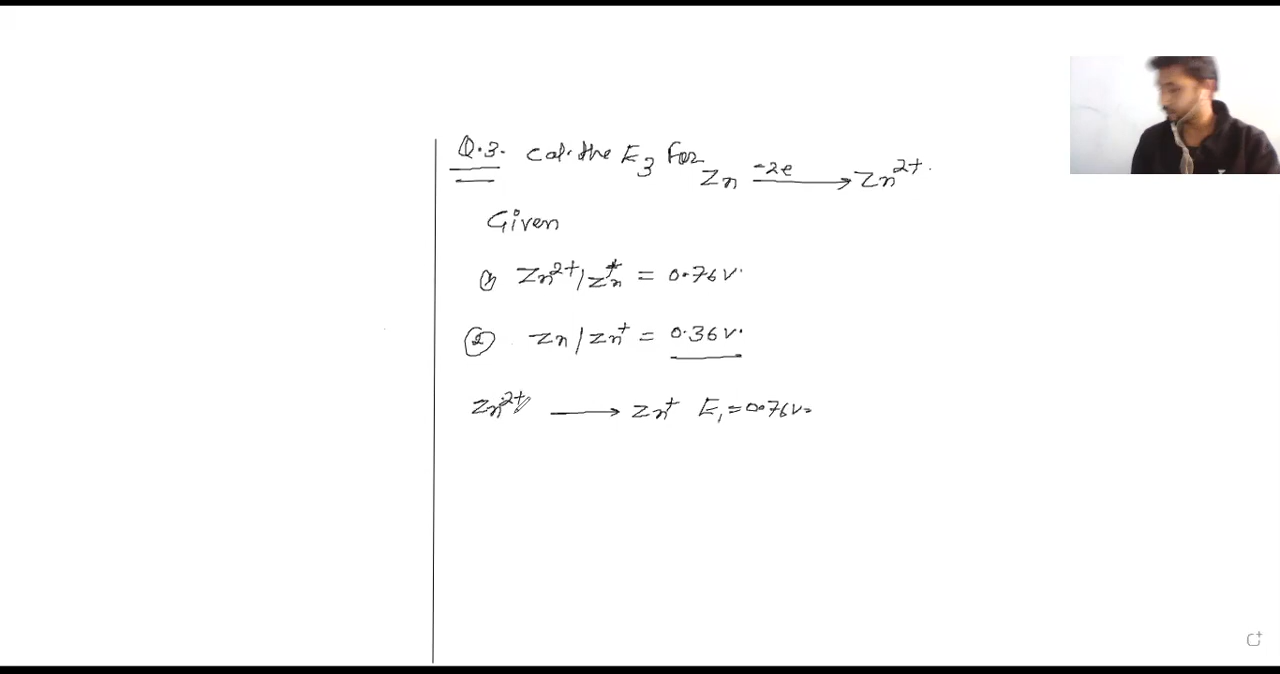 Q.3. cal. the E3 For Zn -2e → Zn2+.
Given
1) Zn2+/Zn+ = 0.76V.
2) Zn/Zn+ = 0.36V.
Zn2+ → Zn+ E1 = 0.76V.